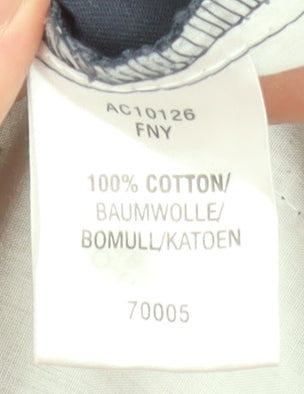 AC10126
FNY
100% COTTON/
BAUMWOLLE/
BOMULL/KATOEN
70005